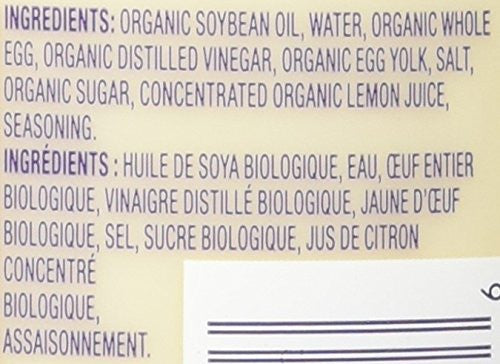 INGREDIENTS: ORGANIC SOYBEAN OIL, WATER, ORGANIC WHOLE
EGG, ORGANIC DISTILLED VINEGAR, ORGANIC EGG YOLK, SALT,
ORGANIC SUGAR, CONCENTRATED ORGANIC LEMON JUICE,
SEASONING.
INGRÉDIENTS : HUILE DE SOYA BIOLOGIQUE, EAU, ŒUF ENTIER
BIOLOGIQUE, VINAIGRE DISTILLÉ BIOLOGIQUE, JAUNE D'ŒUF
BIOLOGIQUE, SEL, SUCRE BIOLOGIQUE, JUS DE CITRON
CONCENTRÉ
BIOLOGIQUE,
ASSAISONNEMENT.
6